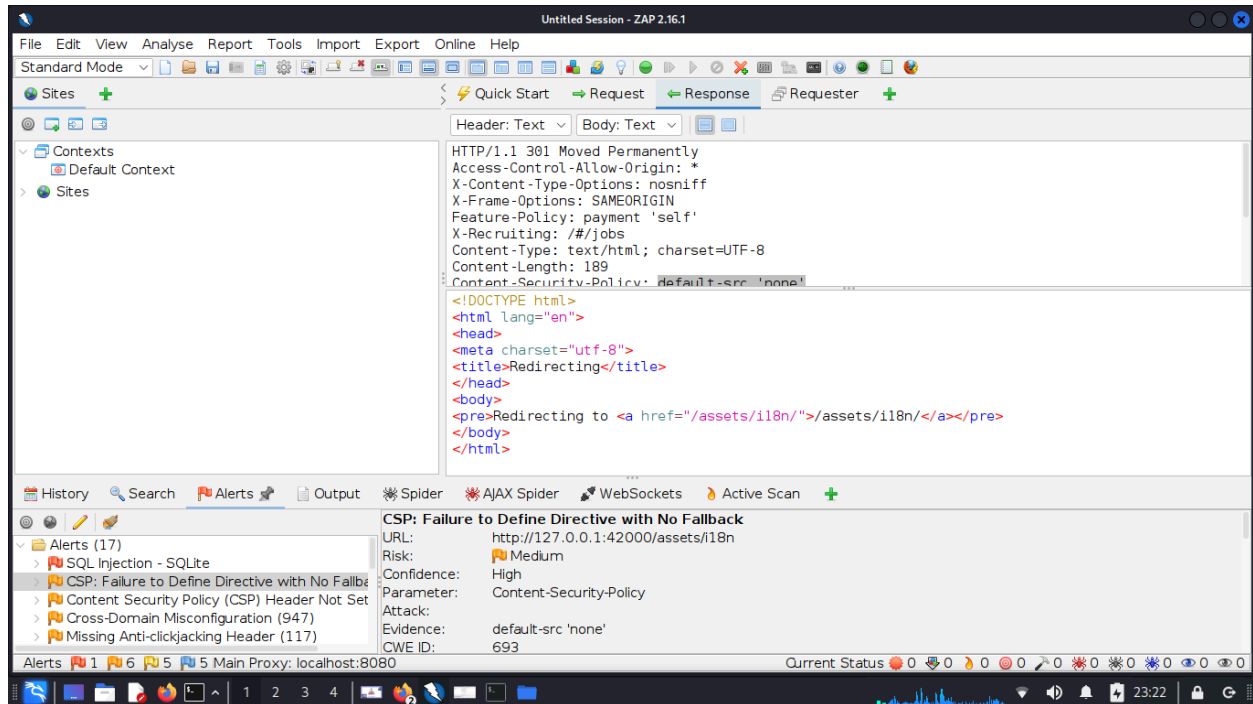 Untitled Session - ZAP 2.16.1
File Edit View Analyse Report Tools Import Export Online Help
Standard Mode
Sites
Quick Start Request Response Requester
Header: Text Body: Text
Contexts
Default Context
Sites
HTTP/1.1 301 Moved Permanently
Access-Control-Allow-Origin: *
X-Content-Type-Options: nosniff
X-Frame-Options: SAMEORIGIN
Feature-Policy: payment 'self'
X-Recruiting: /#/jobs
Content-Type: text/html; charset=UTF-8
Content-Length: 189
Content-Security-Policy: default-src 'none'
<!DOCTYPE html>
<html lang="en">
<head>
<meta charset="utf-8">
<title>Redirecting</title>
</head>
<body>
<pre>Redirecting to <a href="/assets/i18n/">/assets/i18n/</a></pre>
</body>
</html>
History Search Alerts Output Spider AJAX Spider WebSockets Active Scan
Alerts (17)
SQL Injection - SQLite
CSP: Failure to Define Directive with No Fallba
Content Security Policy (CSP) Header Not Set
Cross-Domain Misconfiguration (947)
Missing Anti-clickjacking Header (117)
CSP: Failure to Define Directive with No Fallback
URL: http://127.0.0.1:42000/assets/i18n
Risk: Medium
Confidence: High
Parameter: Content-Security-Policy
Attack:
Evidence: default-src 'none'
CWE ID: 693
Alerts 1 6 5 5 Main Proxy: localhost:8080 Current Status 0 0 0 0 0 0 0 0 0 0
1 2 3 4 2 23:22